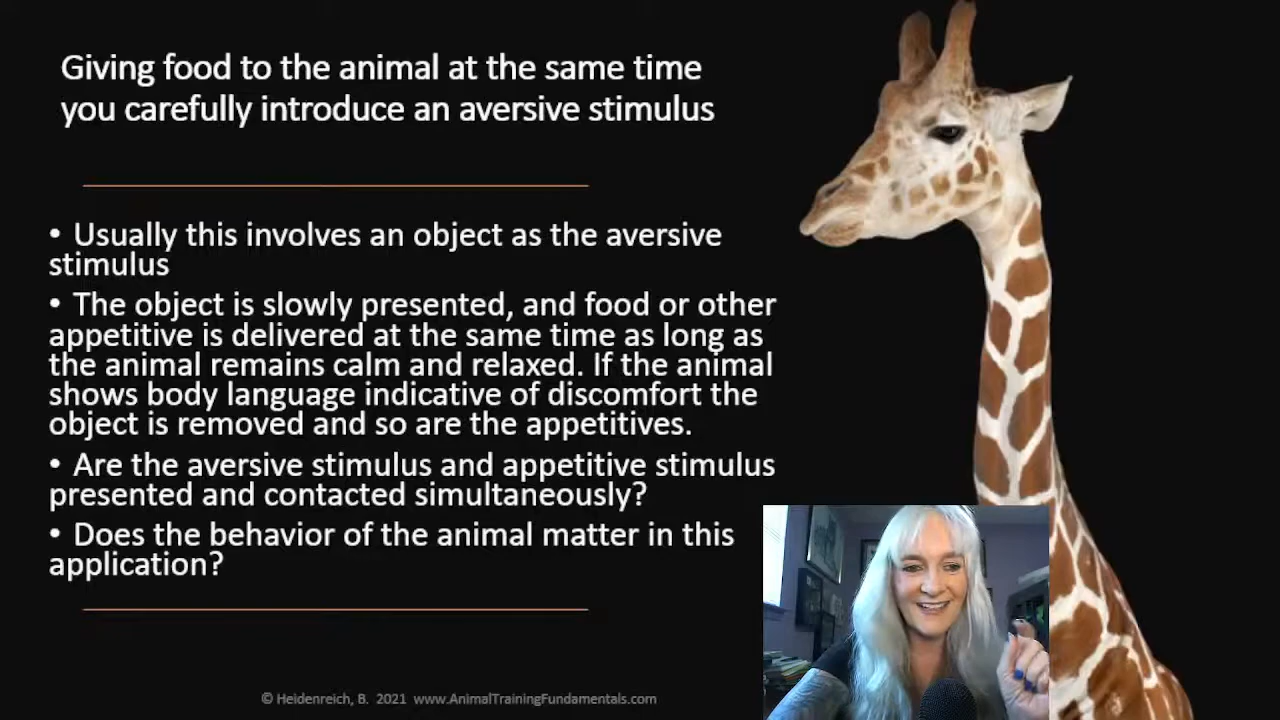 Giving food to the animal at the same time
you carefully introduce an aversive stimulus
• Usually this involves an object as the aversive
stimulus
• The object is slowly presented, and food or other
appetitive is delivered at the same time as long as
the animal remains calm and relaxed. If the animal
shows body language indicative of discomfort the
object is removed and so are the appetitives.
• Are the aversive stimulus and appetitive stimulus
presented and contacted simultaneously?
• Does the behavior of the animal matter in this
application?
© Heidenreich, B. 2021 www.AnimalTrainingFundamentals.com